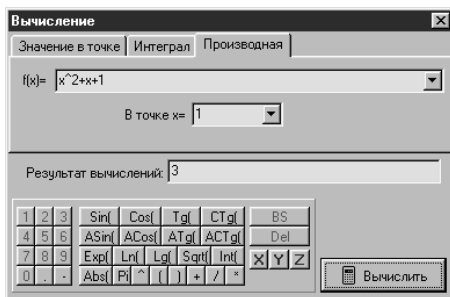 Вычисление
Значение в точке Интеграл Производная
f(x)= x^2+x+1
В точке x= 1
Результат вычислений: 3
1 2 3 Sin( Cos( Tg( CTg( BS
4 5 6 ASin( ACos( ATg( ACTg( Del
7 8 9 Exp( Ln( Lg( Sqrt( Int( X Y Z
0 . - Abs( Pi ^ ( ) + / * Вычислить